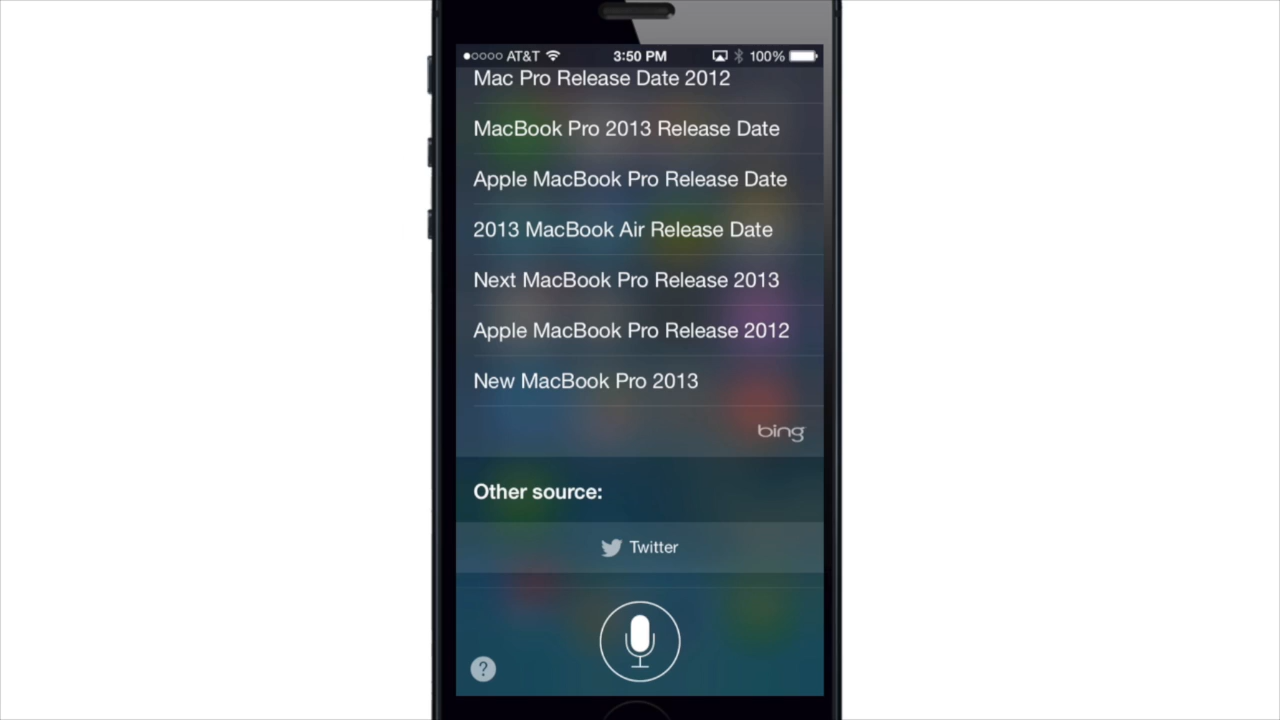 AT&T 3:50 PM 100%
Mac Pro Release Date 2012
MacBook Pro 2013 Release Date
Apple MacBook Pro Release Date
2013 MacBook Air Release Date
Next MacBook Pro Release 2013
Apple MacBook Pro Release 2012
New MacBook Pro 2013
bing
Other source:
Twitter
?